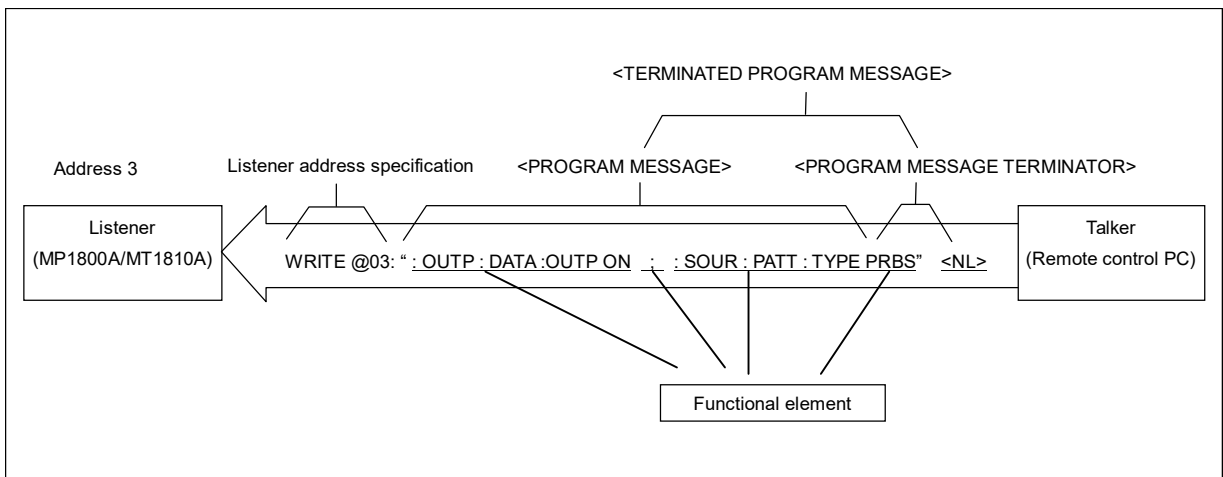 <TERMINATED PROGRAM MESSAGE>
Address 3
Listener address specification
<PROGRAM MESSAGE>
<PROGRAM MESSAGE TERMINATOR>
Listener
(MP1800A/MT1810A)
WRITE @03: “ : OUTP : DATA :OUTP ON ; : SOUR : PATT : TYPE PRBS” <NL>
Talker
(Remote control PC)
Functional element